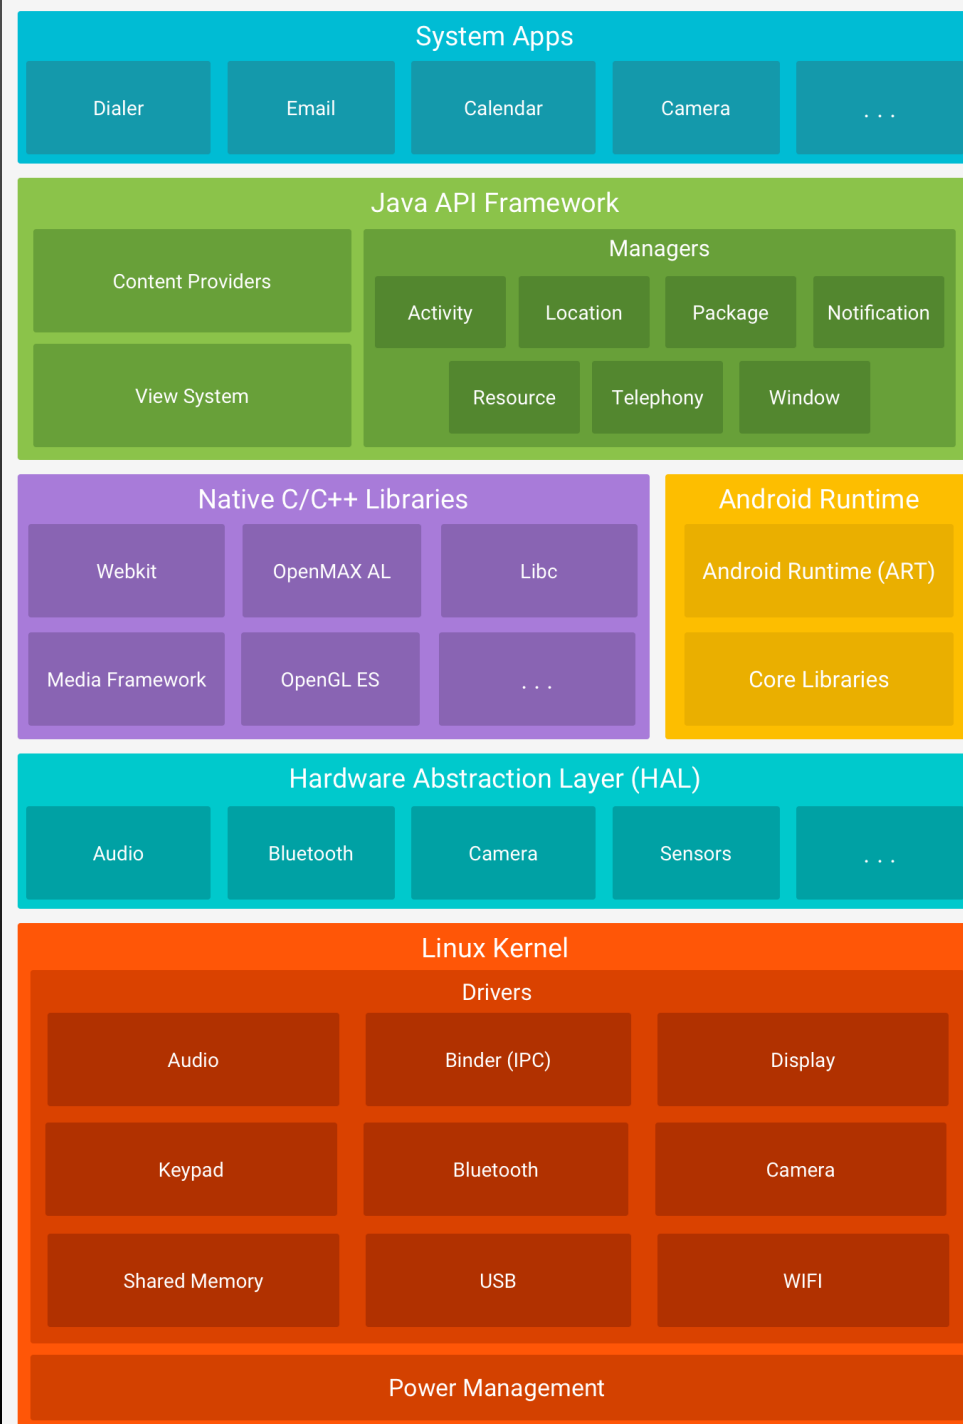 System Apps
Dialer
Email
Calendar
Camera
. . .
Java API Framework
Content Providers
View System
Managers
Activity
Location
Package
Notification
Resource
Telephony
Window
Native C/C++ Libraries
Webkit
OpenMAX AL
Libc
Media Framework
OpenGL ES
. . .
Android Runtime
Android Runtime (ART)
Core Libraries
Hardware Abstraction Layer (HAL)
Audio
Bluetooth
Camera
Sensors
. . .
Linux Kernel
Drivers
Audio
Binder (IPC)
Display
Keypad
Bluetooth
Camera
Shared Memory
USB
WIFI
Power Management